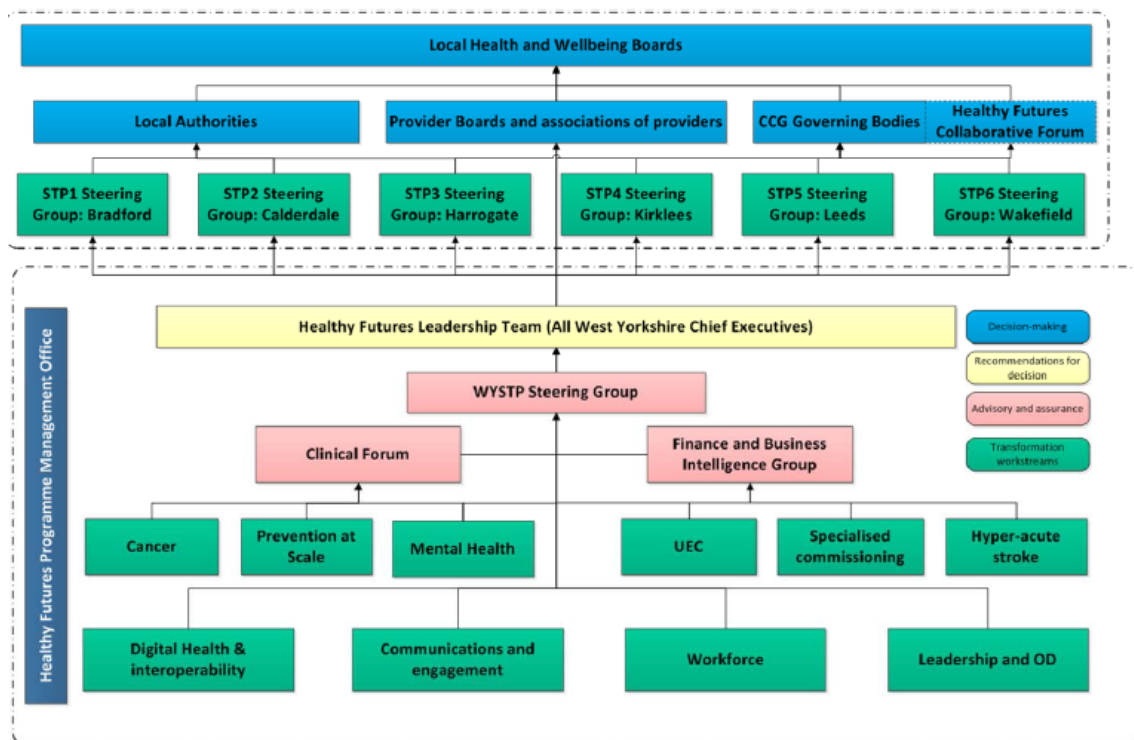 Local Health and Wellbeing Boards
Local Authorities
Provider Boards and associations of providers
CCG Governing Bodies
Healthy Futures
Collaborative Forum
STP1 Steering
Group: Bradford
STP2 Steering
Group: Calderdale
STP3 Steering
Group: Harrogate
STP4 Steering
Group: Kirklees
STP5 Steering
Group: Leeds
STP6 Steering
Group: Wakefield
Healthy Futures Programme Management Office
Healthy Futures Leadership Team (All West Yorkshire Chief Executives)
Decision-making
Recommendations for
decision
Advisory and assurance
Transformation
workstreams
WYSTP Steering Group
Clinical Forum
Finance and Business
Intelligence Group
Cancer
Prevention at
Scale
Mental Health
UEC
Specialised
commissioning
Hyper-acute
stroke
Digital Health &
interoperability
Communications and
engagement
Workforce
Leadership and OD